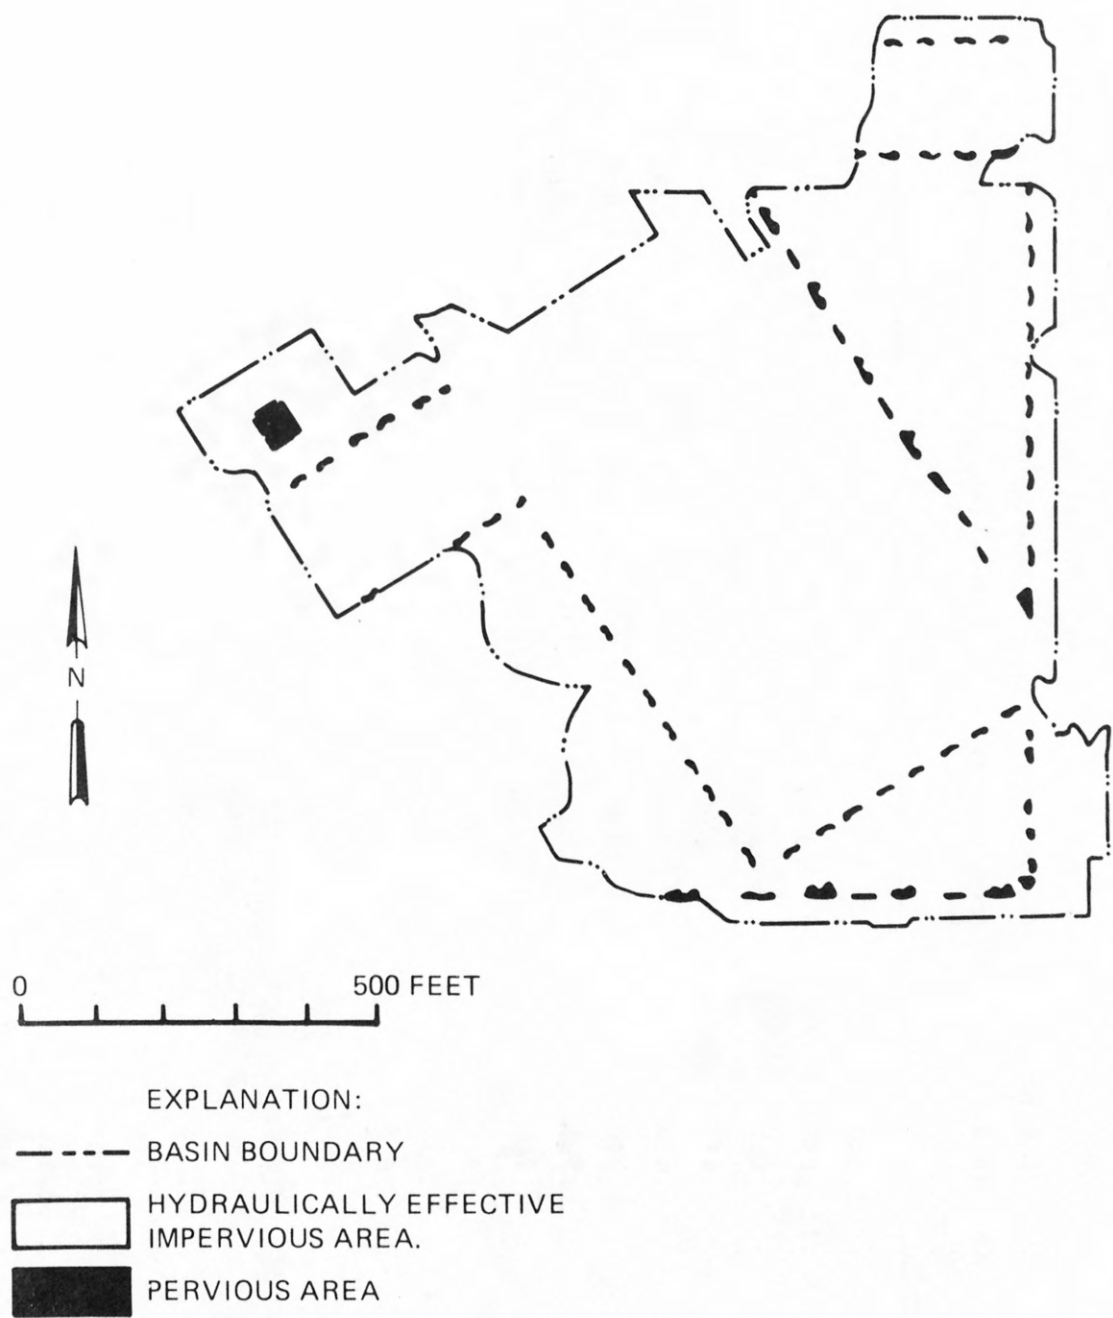 N
0 500 FEET
EXPLANATION:
BASIN BOUNDARY
HYDRAULICALLY EFFECTIVE
IMPERVIOUS AREA.
PERVIOUS AREA